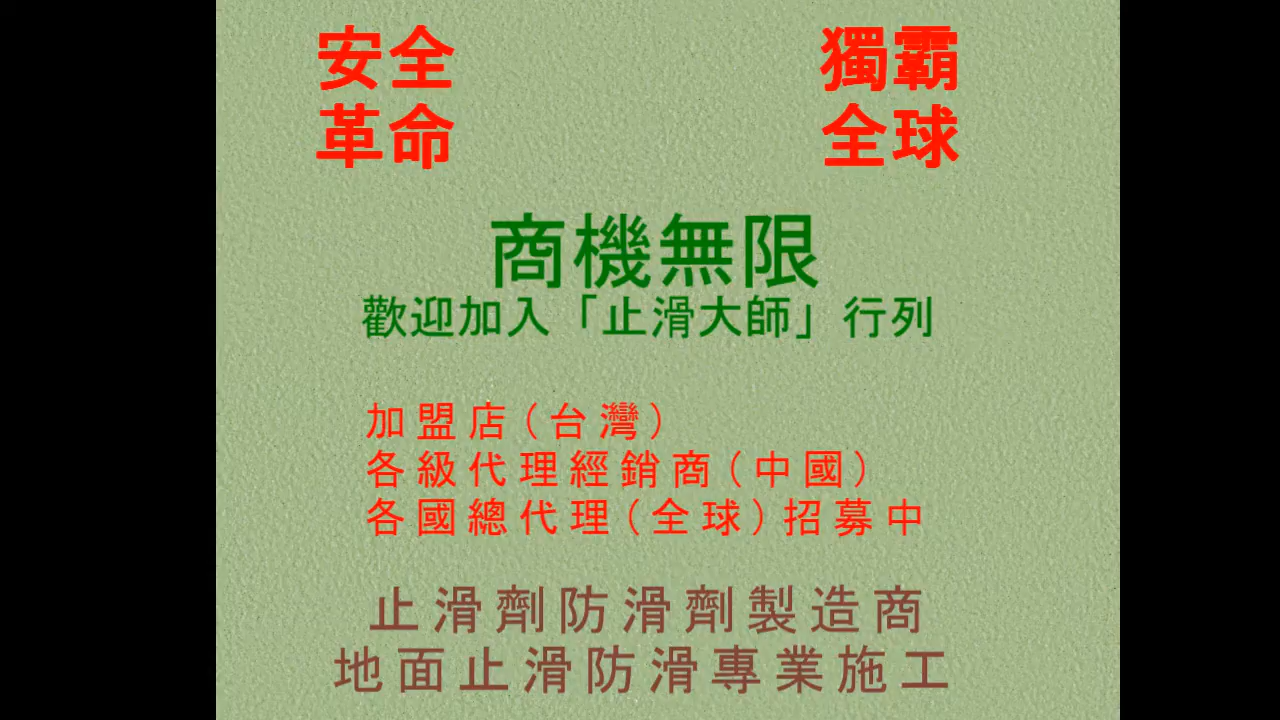 安全 獨霸
革命 全球
商機無限
歡迎加入「止滑大師」行列
加盟店(台灣)
各級代理經銷商(中國)
各國總代理(全球)招募中
止滑劑防滑劑製造商
地面止滑防滑專業施工